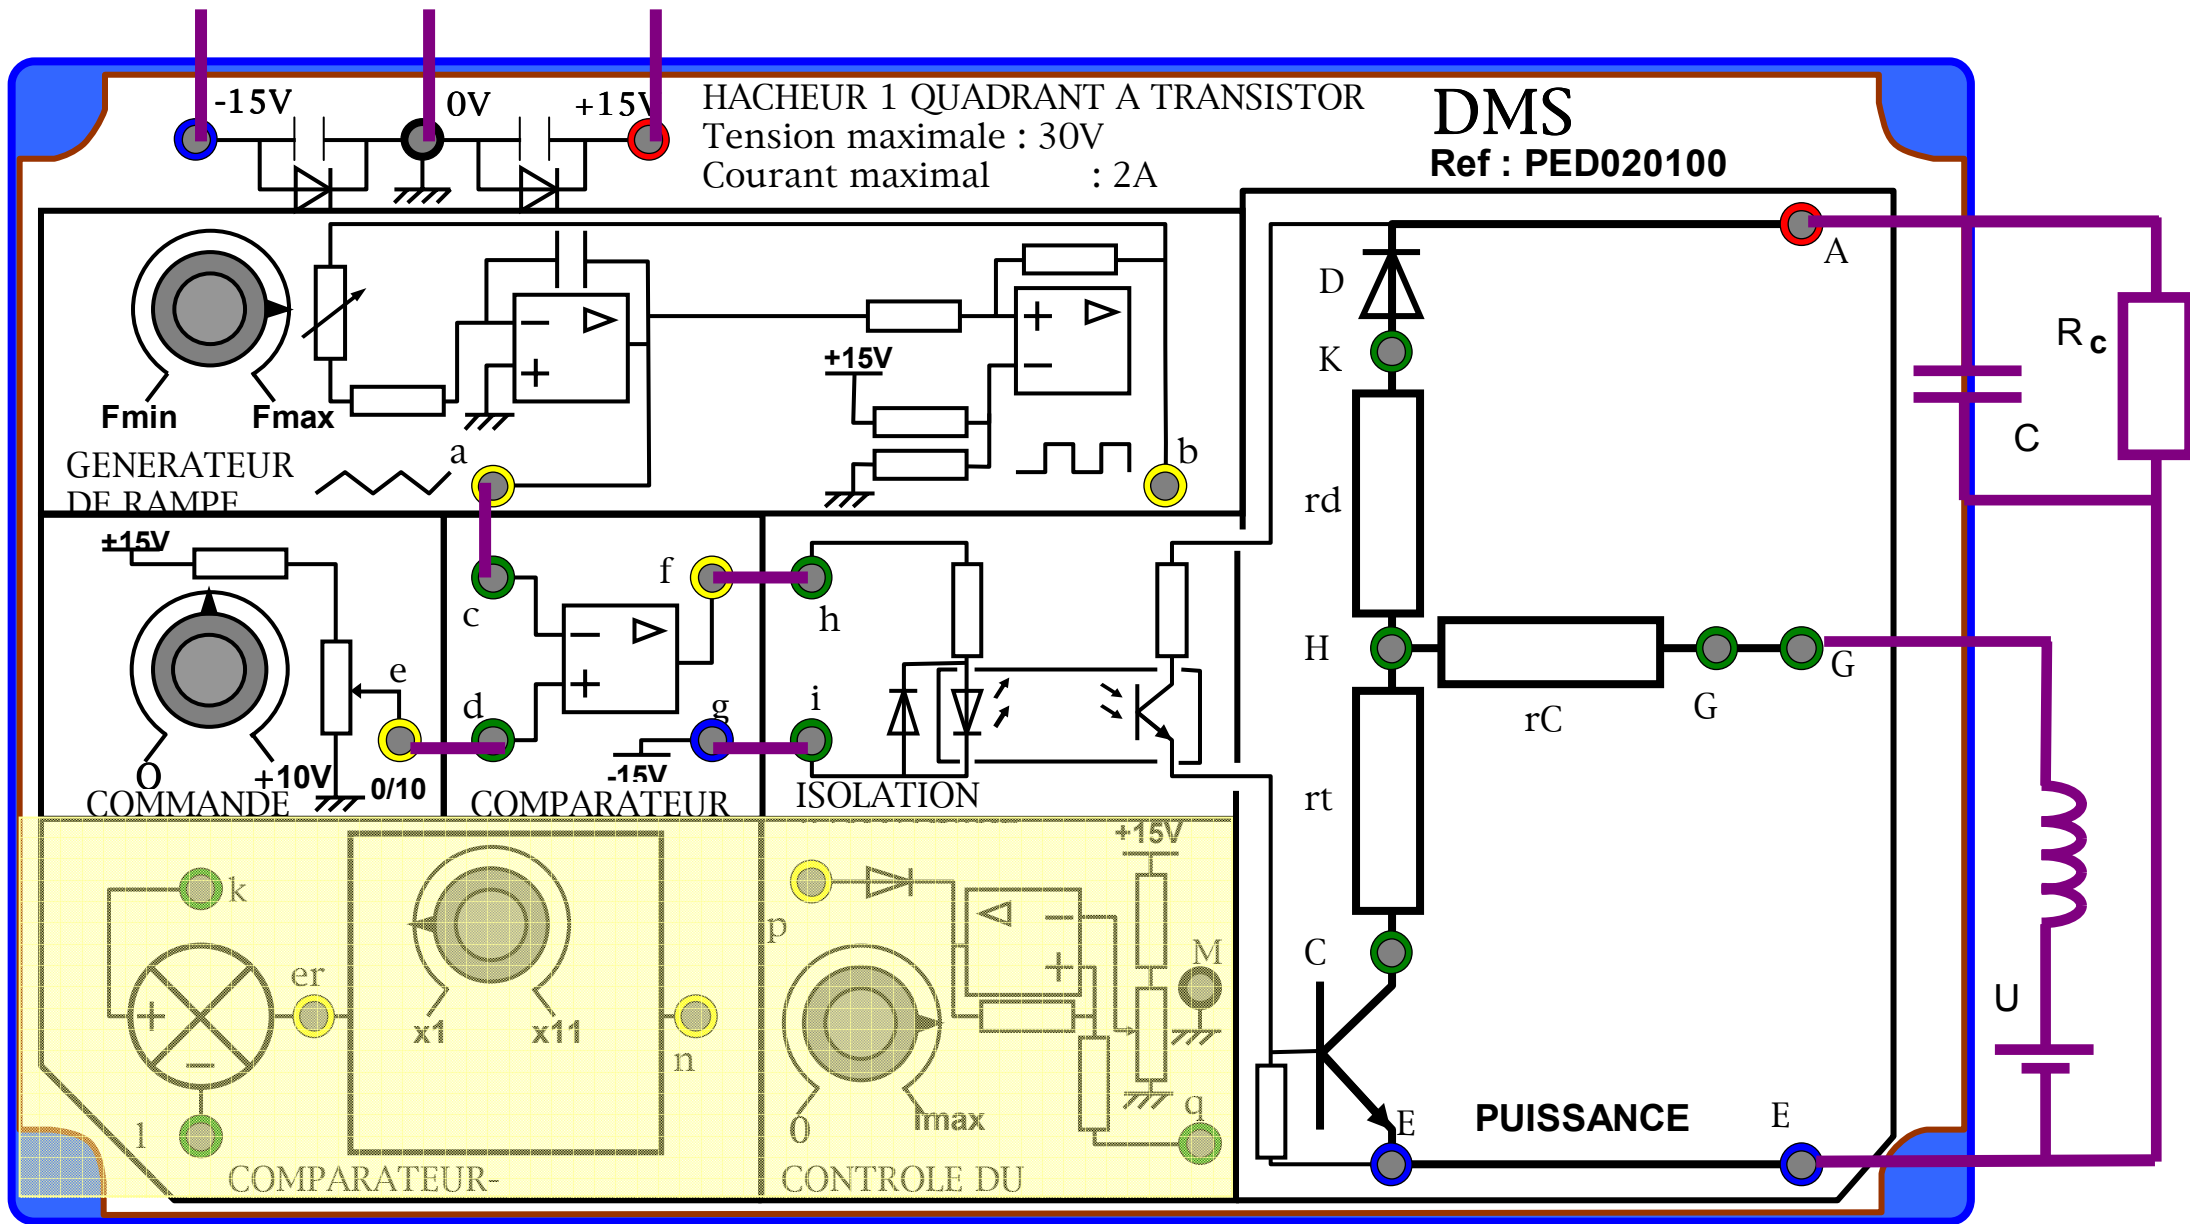 -15V
0V
+15V
HACHEUR 1 QUADRANT A TRANSISTOR
Tension maximale : 30V
Courant maximal : 2A
DMS
Ref : PED020100
A
D
K
Rc
C
Fmin
Fmax
+15V
a
b
GENERATEUR
DE RAMPE
rd
+15V
f
c
h
H
G
e
d
g
i
rC
G
O
+10V
0/10
-15V
rt
COMMANDE
COMPARATEUR
ISOLATION
+15V
k
p
C
M
er
U
x1
x11
n
l
0
Imax
q
E
PUISSANCE
E
COMPARATEUR-
CONTROLE DU